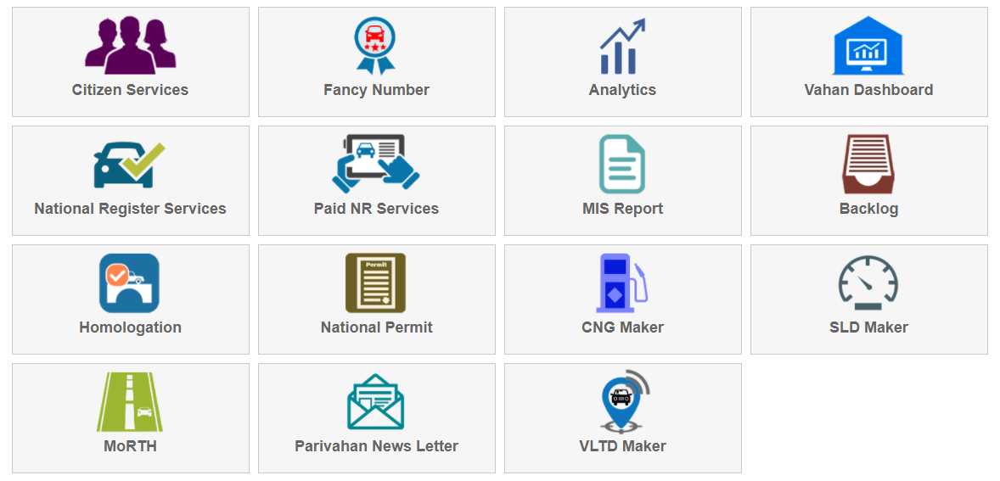 Citizen Services
Fancy Number
Analytics
Vahan Dashboard
National Register Services
Paid NR Services
MIS Report
Backlog
Homologation
Permit
National Permit
CNG Maker
SLD Maker
MoRTH
Parivahan News Letter
VLTD Maker